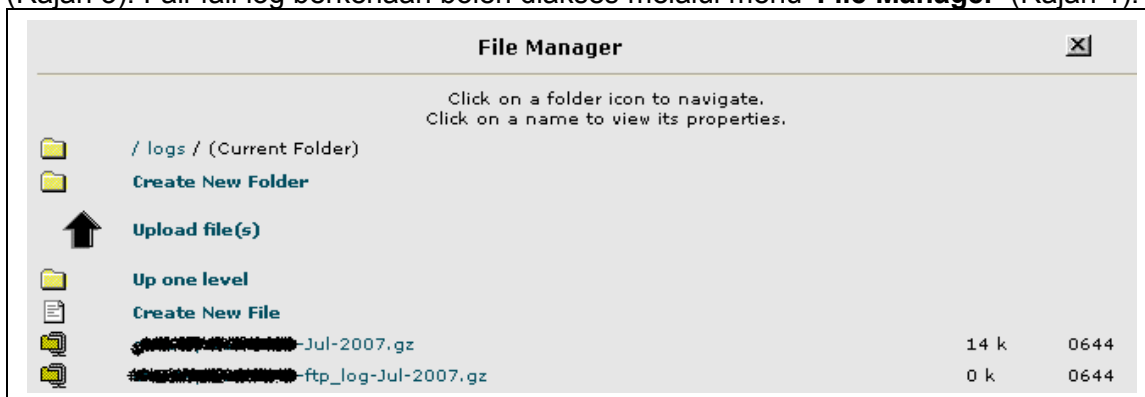 File Manager
Click on a folder icon to navigate.
Click on a name to view its properties.
/ logs / (Current Folder)
Create New Folder
Upload file(s)
Up one level
Create New File
-Jul-2007.gz 14 k 0644
-ftp_log-Jul-2007.gz 0 k 0644